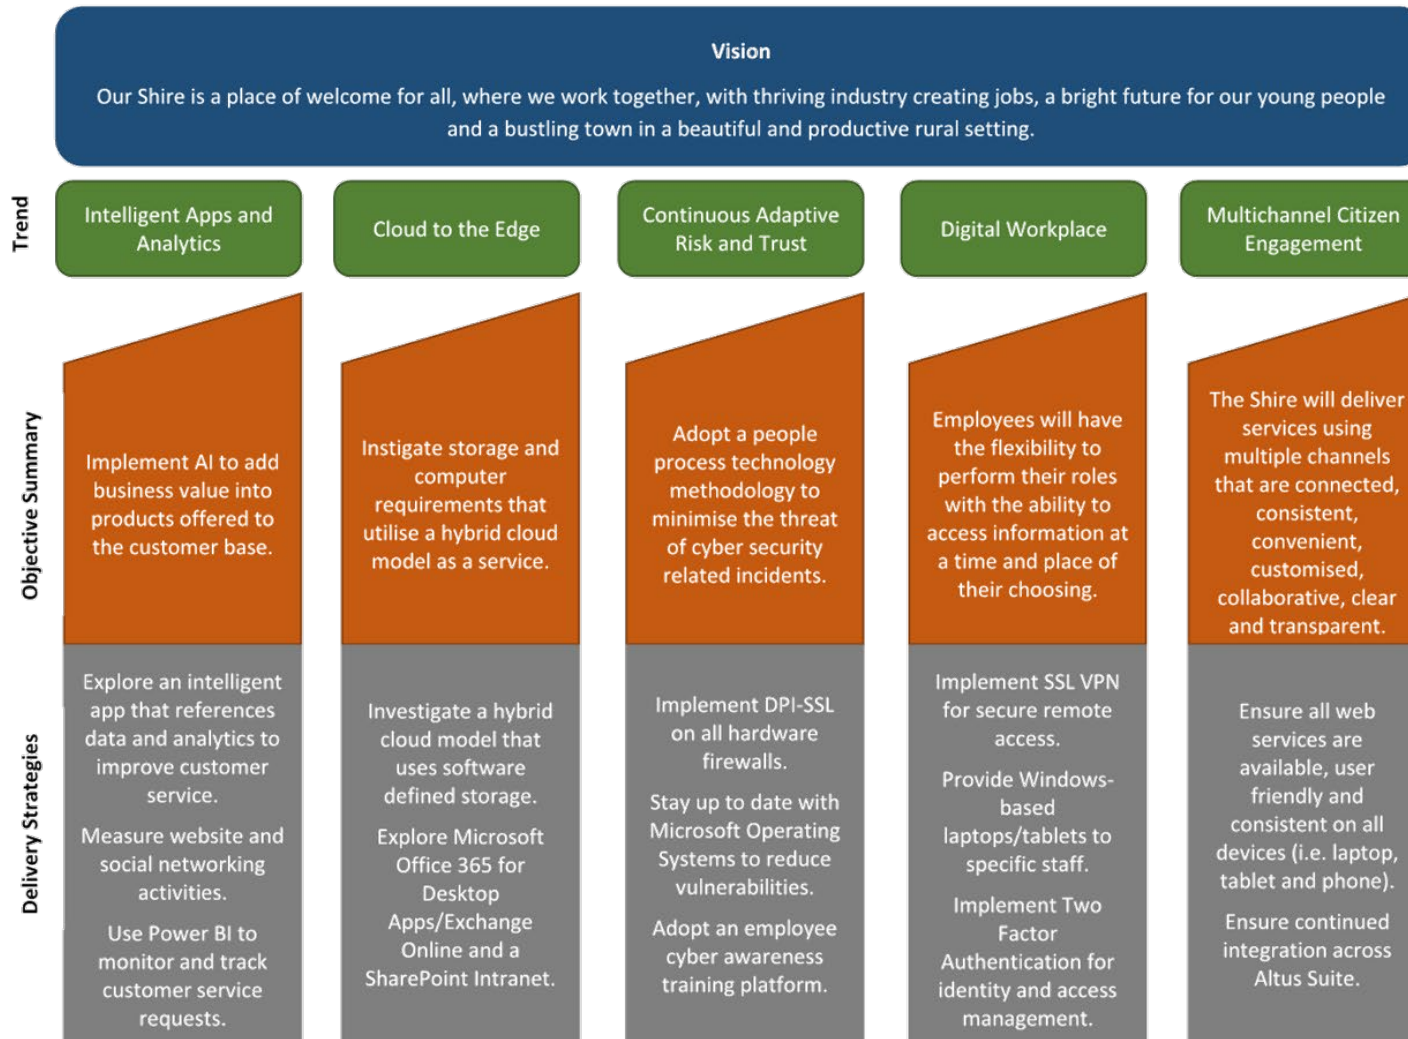 Vision
Our Shire is a place of welcome for all, where we work together, with thriving industry creating jobs, a bright future for our young people
and a bustling town in a beautiful and productive rural setting.
Trend
Intelligent Apps and
Analytics
Cloud to the Edge
Continuous Adaptive
Risk and Trust
Digital Workplace
Multichannel Citizen
Engagement
Objective Summary
Implement AI to add
business value into
products offered to
the customer base.
Instigate storage and
computer
requirements that
utilise a hybrid cloud
model as a service.
Adopt a people
process technology
methodology to
minimise the threat
of cyber security
related incidents.
Employees will have
the flexibility to
perform their roles
with the ability to
access information at
a time and place of
their choosing.
The Shire will deliver
services using
multiple channels
that are connected,
consistent,
convenient,
customised,
collaborative, clear
and transparent.
Delivery Strategies
Explore an intelligent
app that references
data and analytics to
improve customer
service.
Measure website and
social networking
activities.
Use Power BI to
monitor and track
customer service
requests.
Investigate a hybrid
cloud model that
uses software
defined storage.
Explore Microsoft
Office 365 for
Desktop
Apps/Exchange
Online and a
SharePoint Intranet.
Implement DPI-SSL
on all hardware
firewalls.
Stay up to date with
Microsoft Operating
Systems to reduce
vulnerabilities.
Adopt an employee
cyber awareness
training platform.
Implement SSL VPN
for secure remote
access.
Provide Windows-
based
laptops/tablets to
specific staff.
Implement Two
Factor
Authentication for
identity and access
management.
Ensure all web
services are
available, user
friendly and
consistent on all
devices (i.e. laptop,
tablet and phone).
Ensure continued
integration across
Altus Suite.